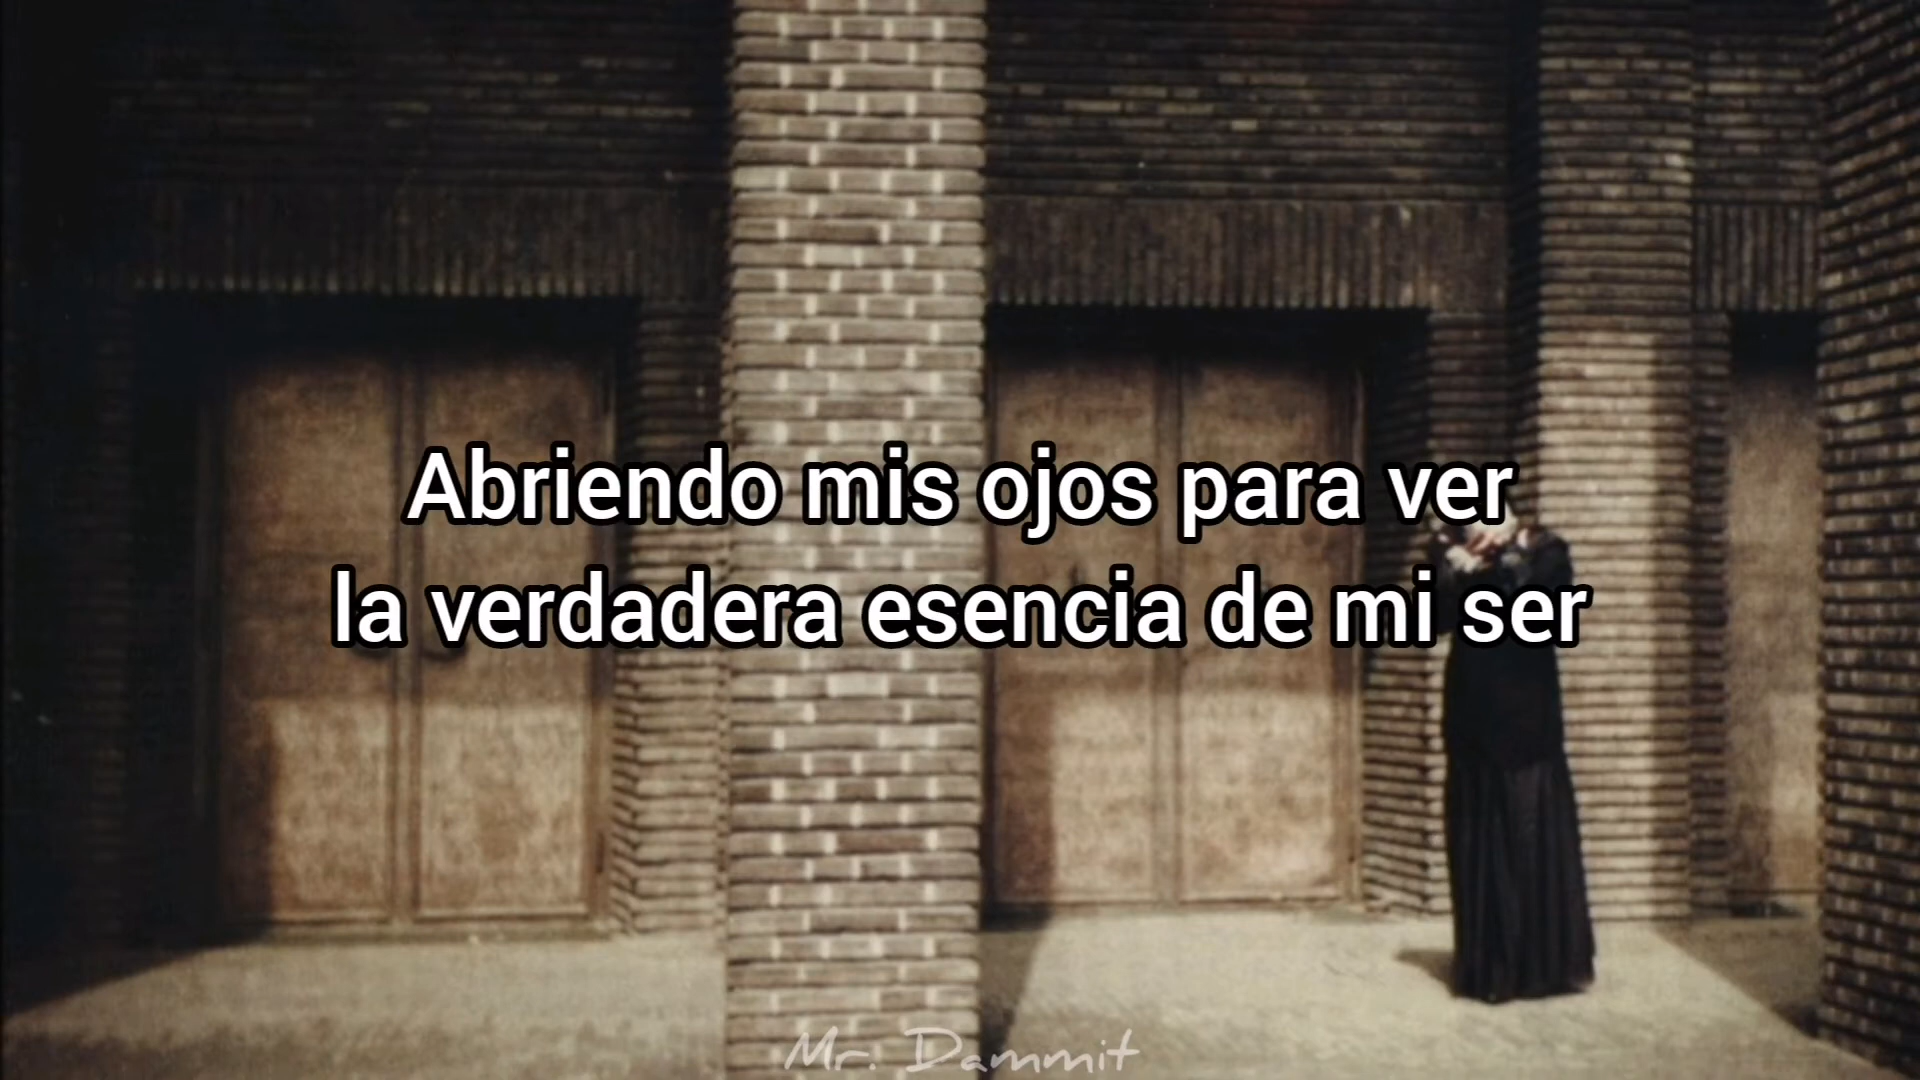 Abriendo mis ojos para ver
la verdadera esencia de mi ser
Mr. Dammit